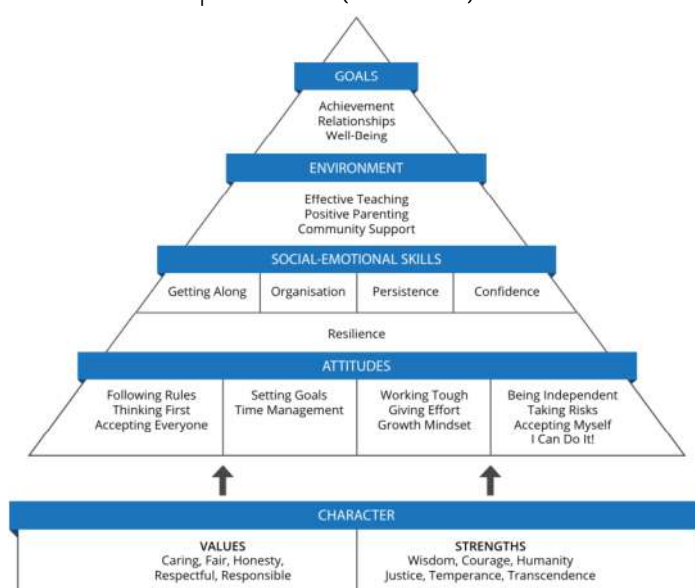 GOALS
Achievement
Relationships
Well-Being
ENVIRONMENT
Effective Teaching
Positive Parenting
Community Support
SOCIAL-EMOTIONAL SKILLS
Getting Along
Organisation
Persistence
Confidence
Resilience
ATTITUDES
Following Rules
Thinking First
Accepting Everyone
Setting Goals
Time Management
Working Tough
Giving Effort
Growth Mindset
Being Independent
Taking Risks
Accepting Myself
I Can Do It!
CHARACTER
VALUES
Caring, Fair, Honesty,
Respectful, Responsible
STRENGTHS
Wisdom, Courage, Humanity
Justice, Temperance, Transcendence